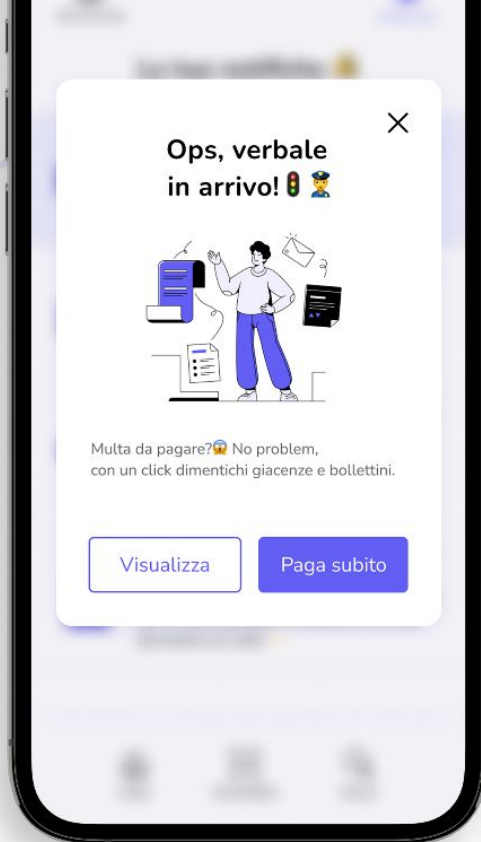 Ops, verbale
in arrivo!🚦👮
Multa da pagare?😱 No problem,
con un click dimentichi giacenze e bollettini.
Visualizza
Paga subito